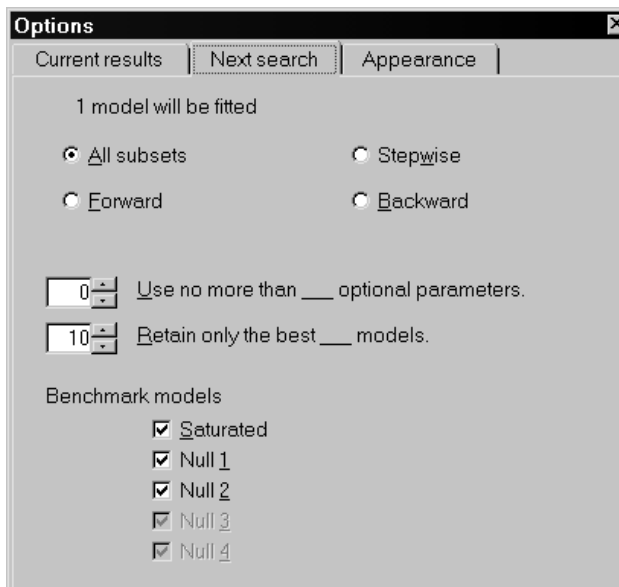 Options
Current results Next search Appearance
1 model will be fitted
All subsets Stepwise
Forward Backward
0 Use no more than ___ optional parameters.
10 Retain only the best ___ models.
Benchmark models
Saturated
Null 1
Null 2
Null 3
Null 4